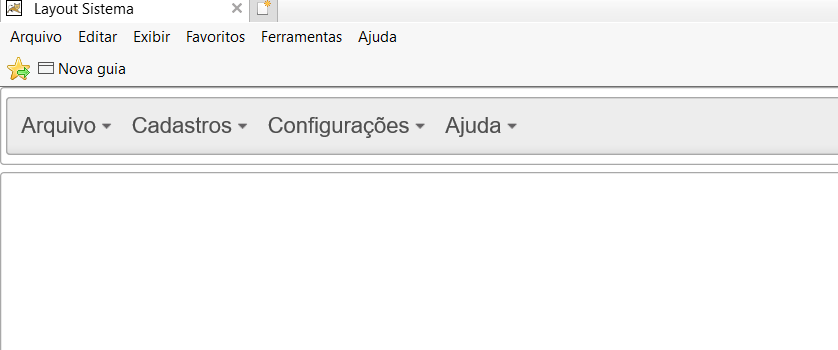 Layout Sistema
Arquivo Editar Exibir Favoritos Ferramentas Ajuda
Nova guia
Arquivo Cadastros Configurações Ajuda